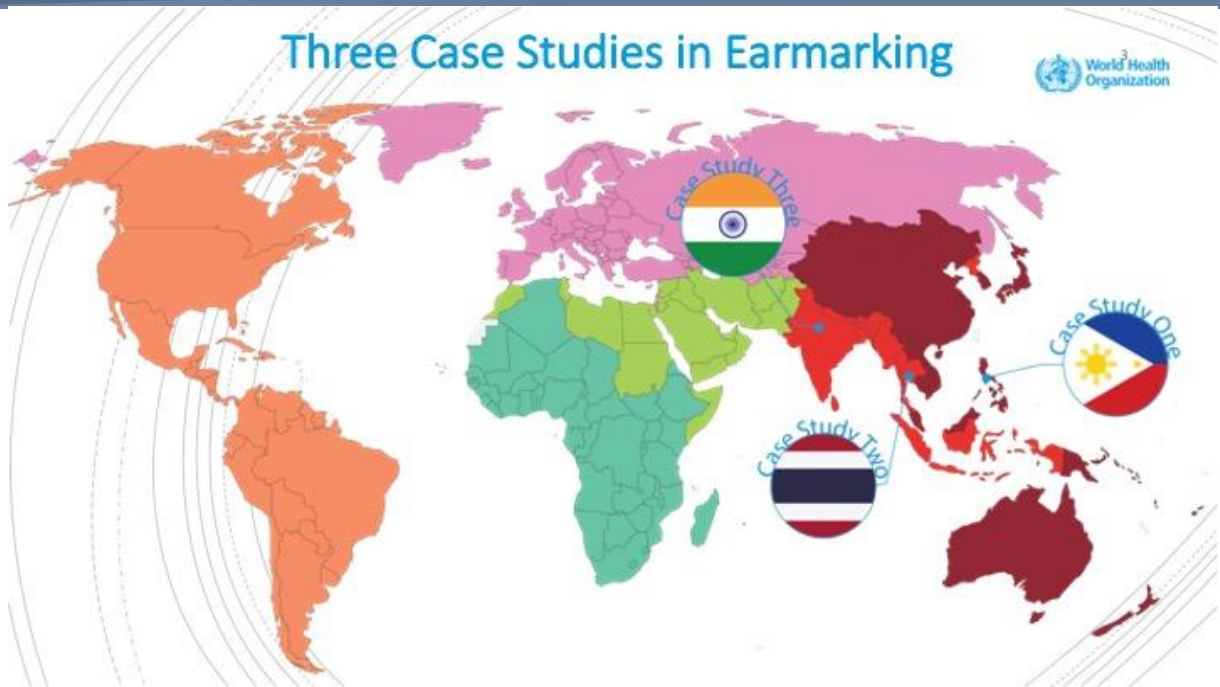 Three Case Studies in Earmarking
3
World Health
Organization
Case Study Three
Case Study One
Case Study Two